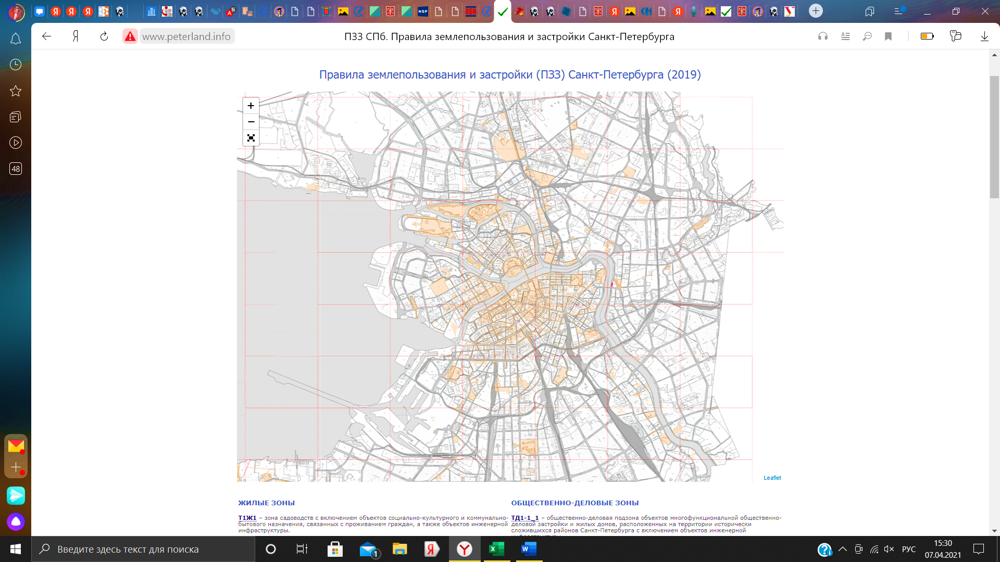 NSP
ASN
www.peterland.info
ПЗЗ СПб. Правила землепользования и застройки Санкт-Петербурга
48
Правила землепользования и застройки (ПЗЗ) Санкт-Петербурга (2019)
+
−
Leaflet
ЖИЛЫЕ ЗОНЫ
Т1Ж1 – зона садоводств с включением объектов социально-культурного и коммунально-
бытового назначения, связанных с проживанием граждан, а также объектов инженерной
инфраструктуры.
ОБЩЕСТВЕННО-ДЕЛОВЫЕ ЗОНЫ
ТД1-1_1 – общественно-деловая подзона объектов многофункциональной общественно-
деловой застройки и жилых домов, расположенных на территории исторически
сложившихся районов Санкт-Петербурга с включением объектов инженерной
Введите здесь текст для поиска
1
РУС
15:30
07.04.2021